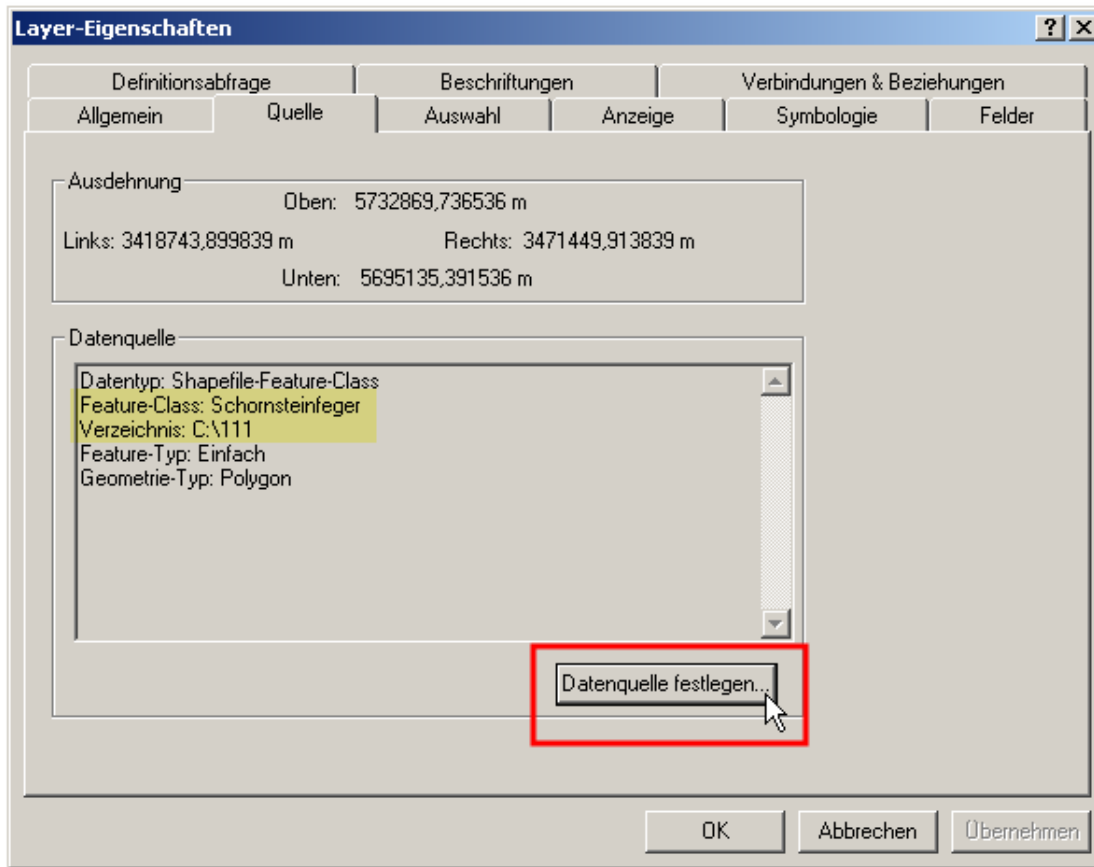 Layer-Eigenschaften
Definitionsabfrage Beschriftungen Verbindungen & Beziehungen
Allgemein Quelle Auswahl Anzeige Symbologie Felder
Ausdehnung
Oben: 5732869,736536 m
Links: 3418743,899839 m Rechts: 3471449,913839 m
Unten: 5695135,391536 m
Datenquelle
Datentyp: Shapefile-Feature-Class
Feature-Class: Schornsteinfeger
Verzeichnis: C:\111
Feature-Typ: Einfach
Geometrie-Typ: Polygon
Datenquelle festlegen...
OK Abbrechen Übernehmen